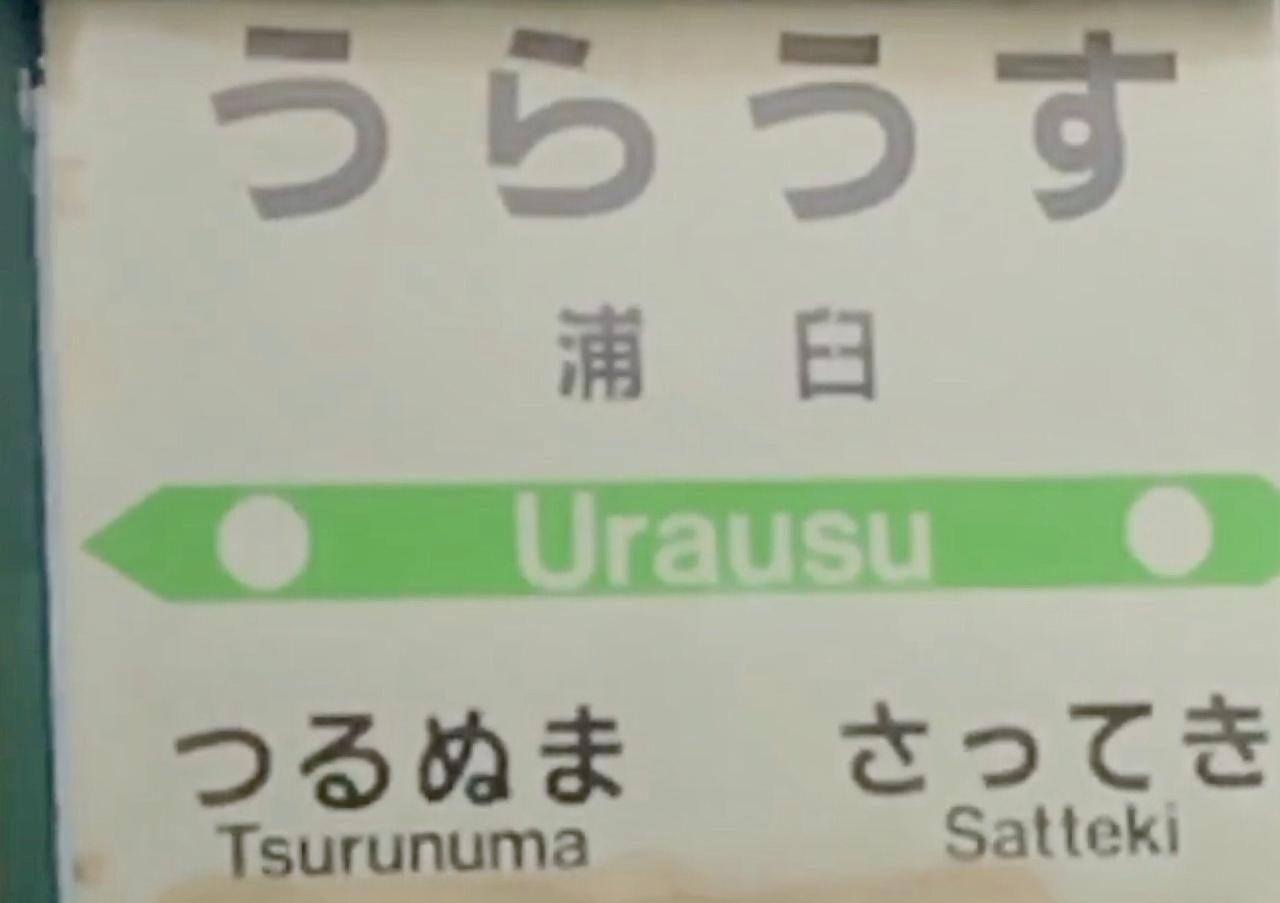 うらうす
浦臼
Urausu
つるぬま さってき
Tsurunuma Satteki